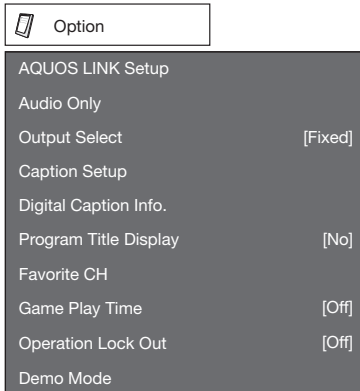 Option
AQUOS LINK Setup
Audio Only
Output Select [Fixed]
Caption Setup
Digital Caption Info.
Program Title Display [No]
Favorite CH
Game Play Time [Off]
Operation Lock Out [Off]
Demo Mode